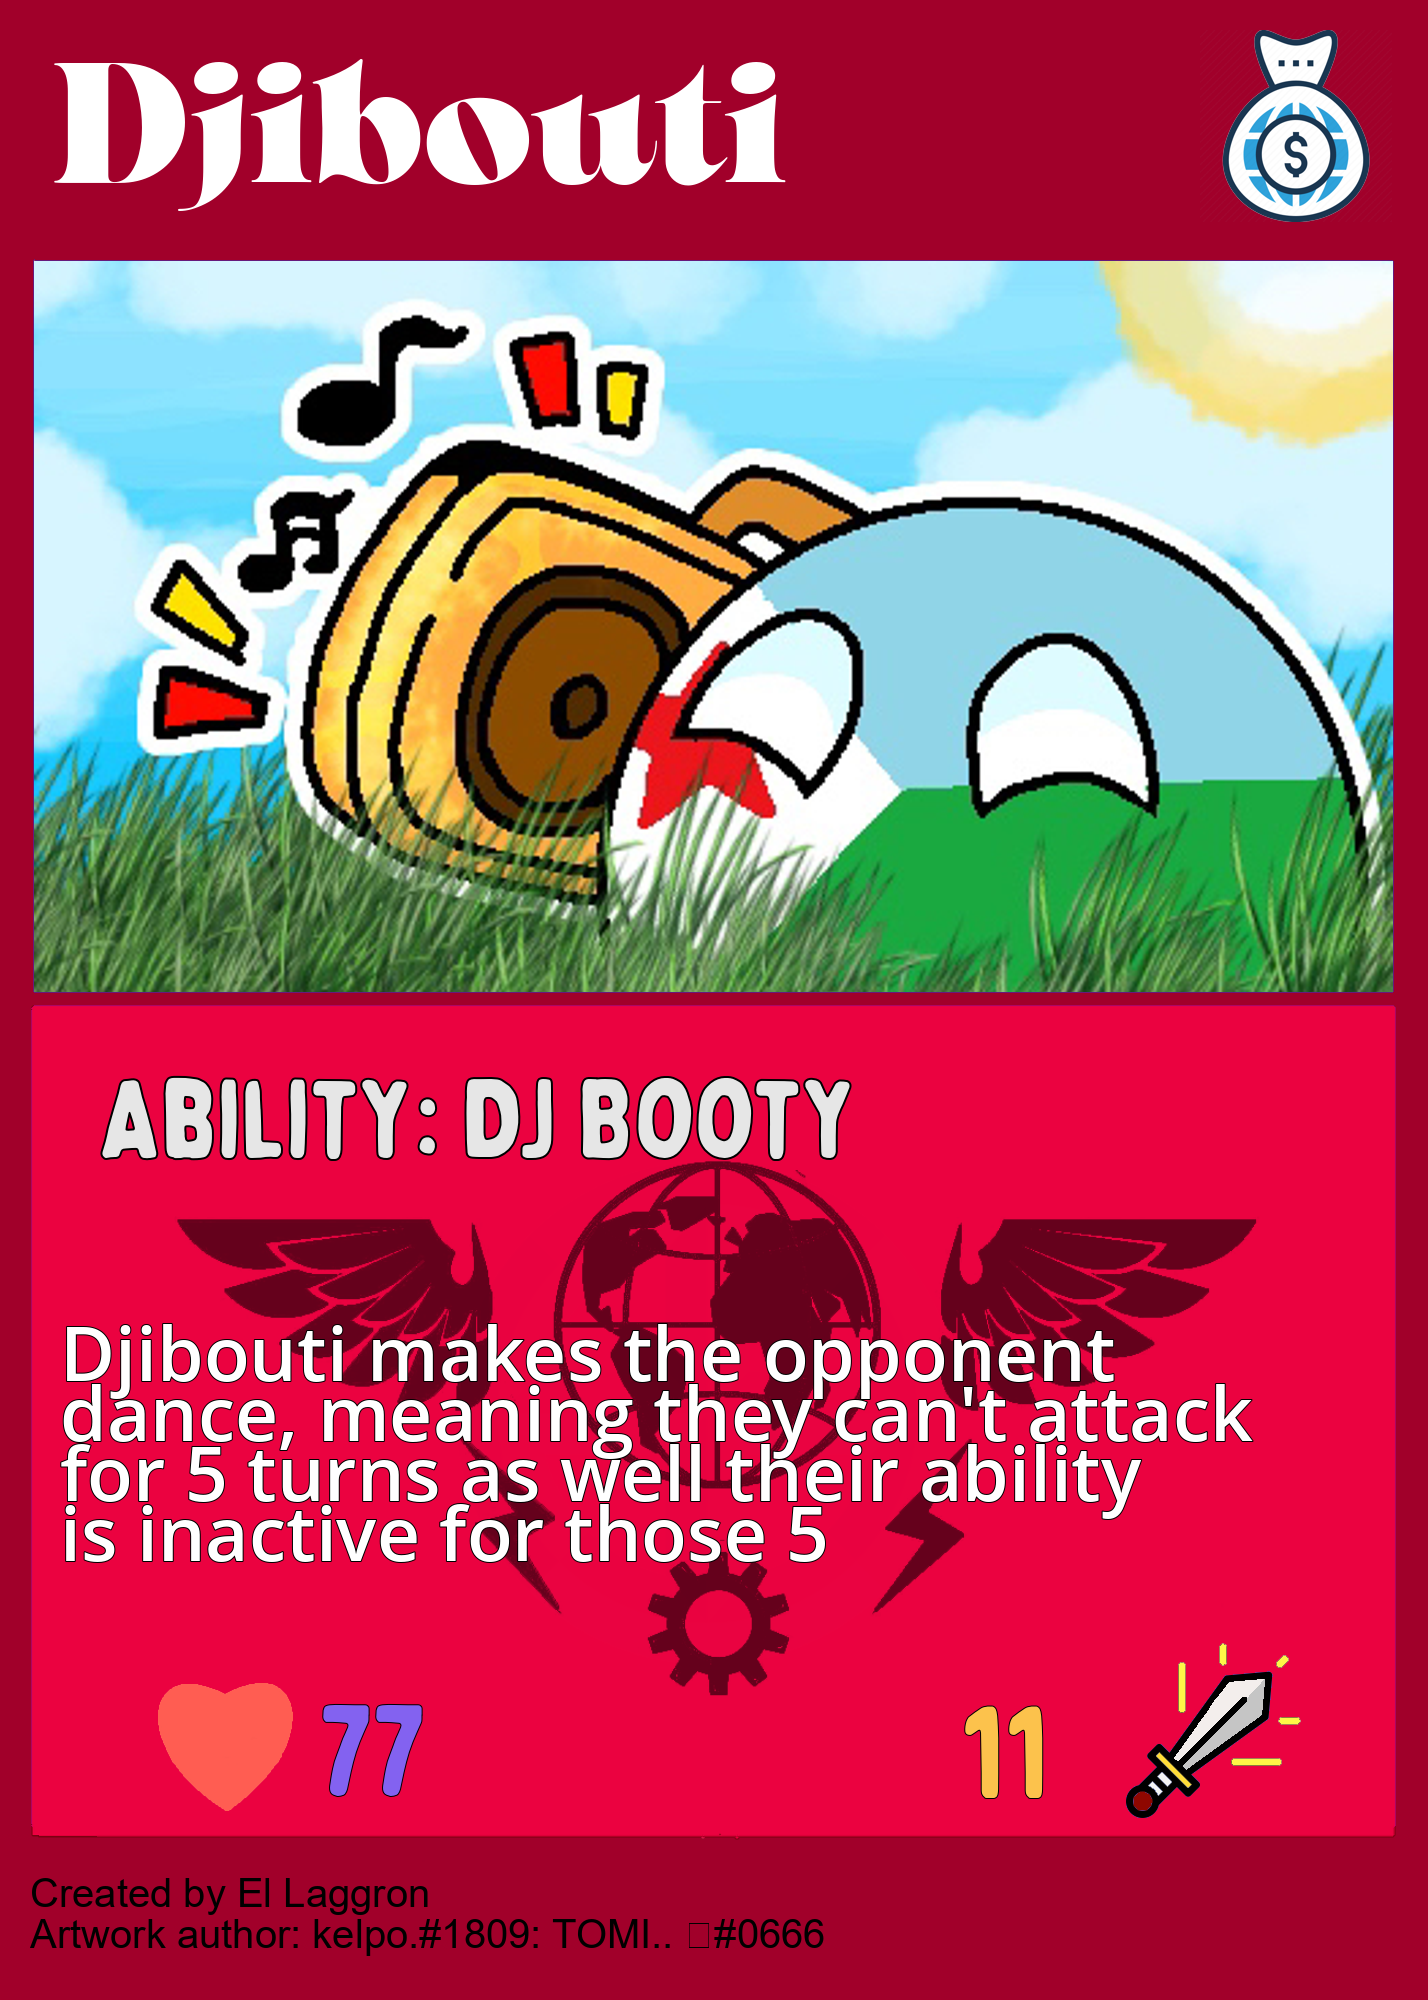 Djibouti
$
ABILITY: DJ BOOTY
Djibouti makes the opponent
dance, meaning they can't attack
for 5 turns as well their ability
is inactive for those 5
77
11
Created by El Laggron
Artwork author: kelpo.#1809: TOMI.. □#0666